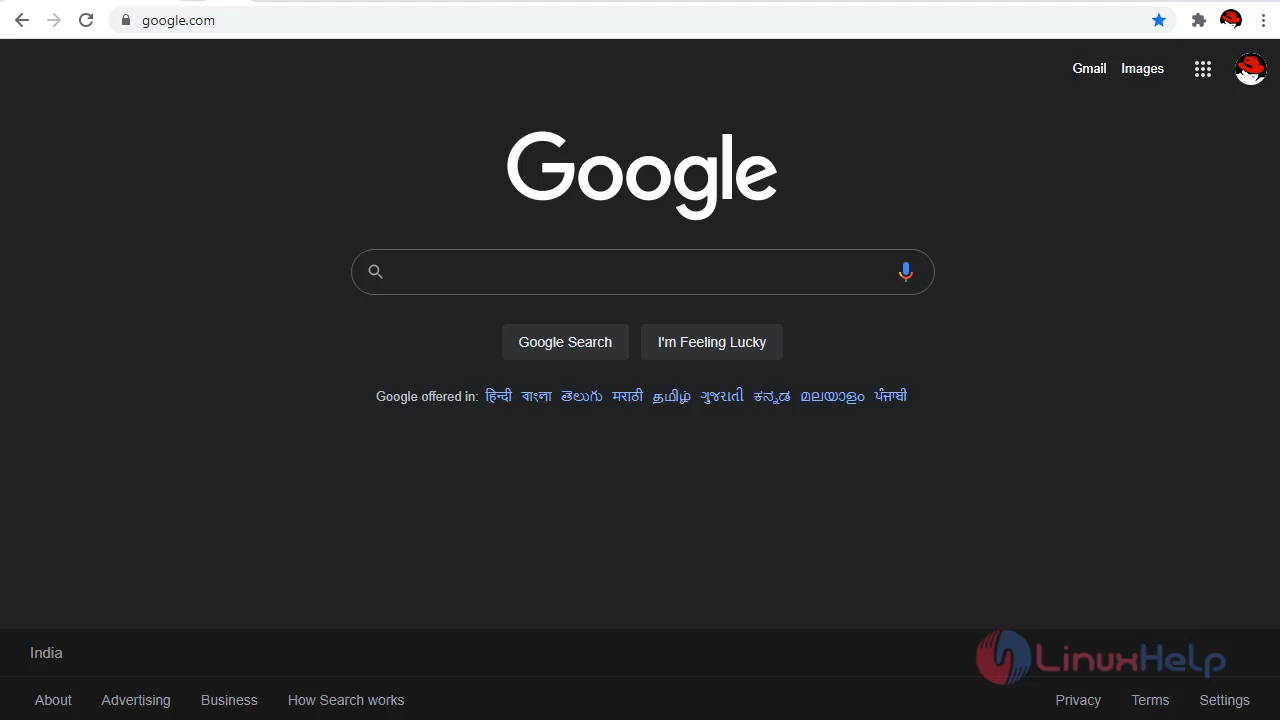 google.com
Gmail Images
Google
Google Search I'm Feeling Lucky
Google offered in: हिन्दी বাংলা తెలుగు मराठी தமிழ் ગુજરાતી ಕನ್ನಡ മലയാളം ਪੰਜਾਬੀ
India
LinuxHelp
About Advertising Business How Search works Privacy Terms Settings